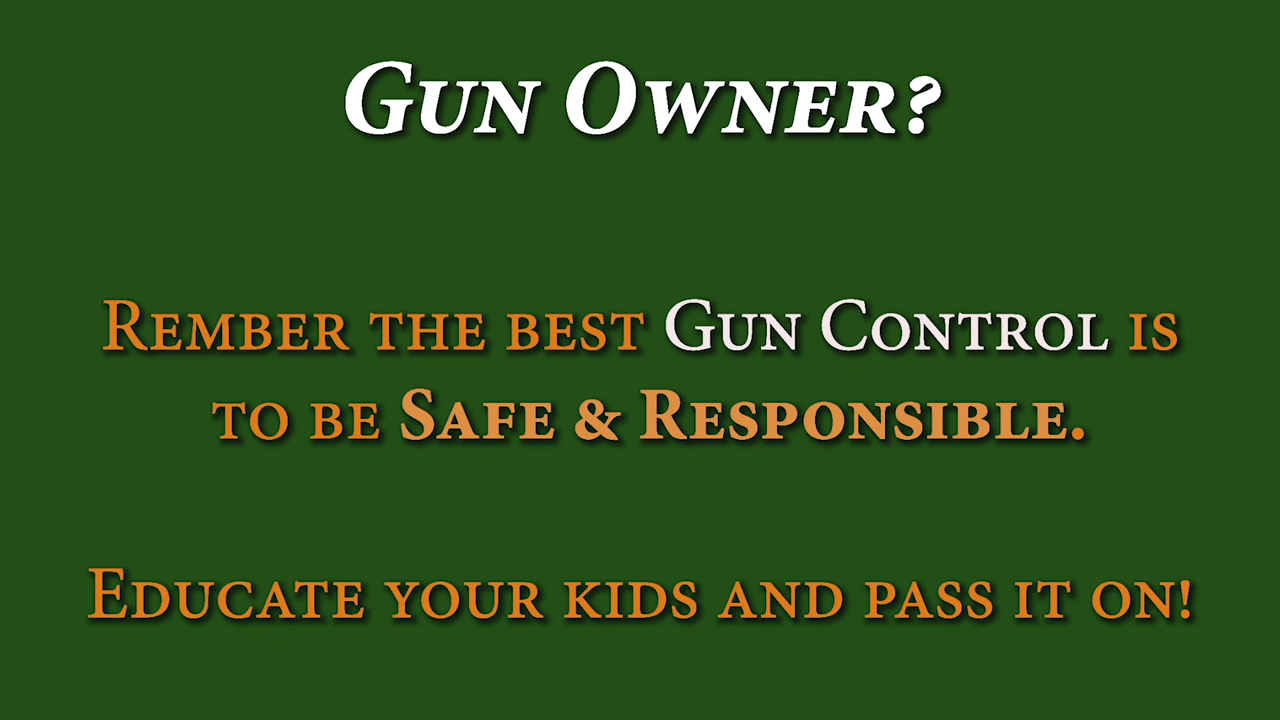 Gun Owner?
Rember the best Gun Control is
to be Safe & Responsible.
Educate your kids and pass it on!